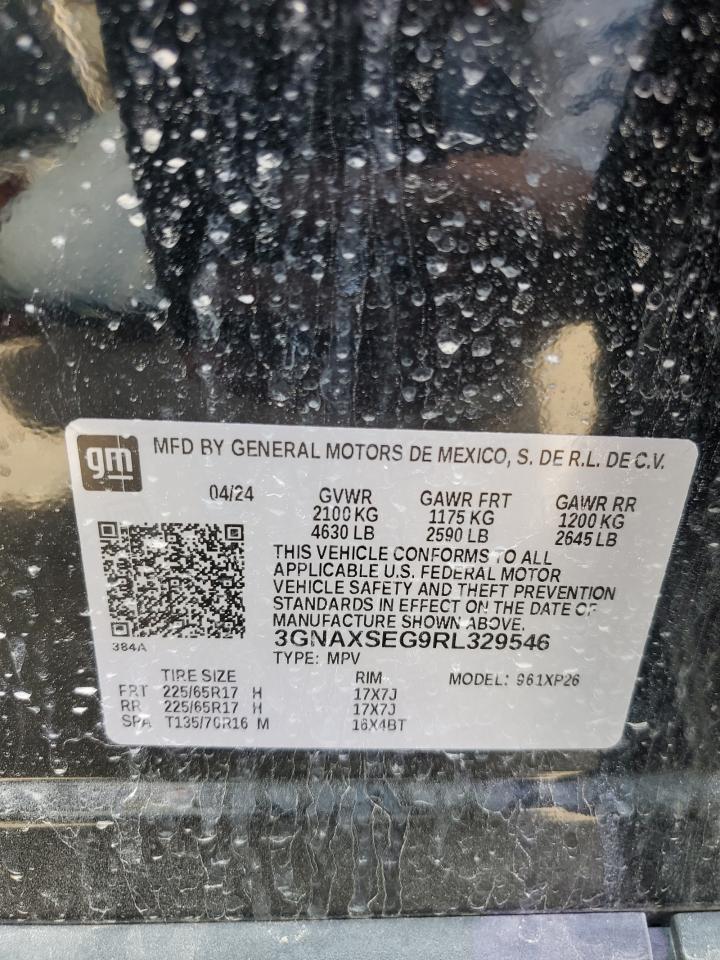 gm
MFD BY GENERAL MOTORS DE MEXICO, S. DE R.L. DE C.V.
04/24 GVWR GAWR FRT GAWR RR
2100 KG 1175 KG 1200 KG
4630 LB 2590 LB 2645 LB
THIS VEHICLE CONFORMS TO ALL
APPLICABLE U.S. FEDERAL MOTOR
VEHICLE SAFETY AND THEFT PREVENTION
STANDARDS IN EFFECT ON THE DATE OF
MANUFACTURE SHOWN ABOVE.
3GNAXSEG9RL329546
384A
TYPE: MPV
TIRE SIZE RIM MODEL: 961XP26
FRT 225/65R17 H 17X7J
RR 225/65R17 H 17X7J
SPA T135/70R16 M 16X4BT